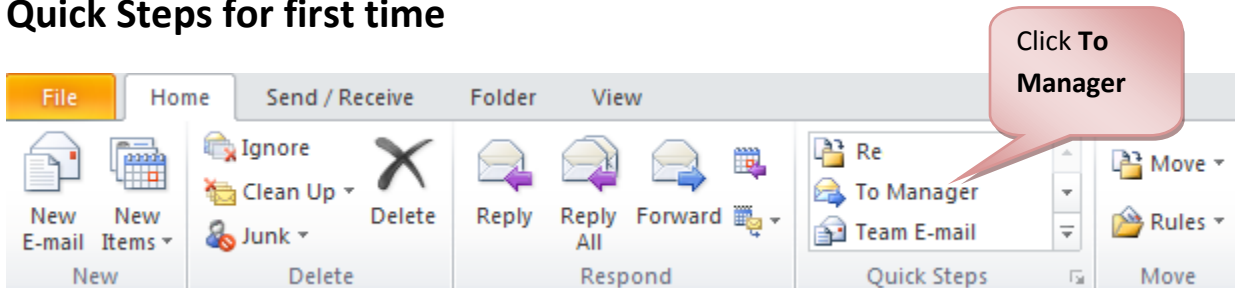 Quick Steps for first time
Click To
Manager
File Home Send / Receive Folder View
Ignore
Clean Up
Junk
Delete
New
E-mail
New
Items
Reply
Reply
All
Forward
Re
To Manager
Team E-mail
Move
Rules
New Delete Respond Quick Steps Move